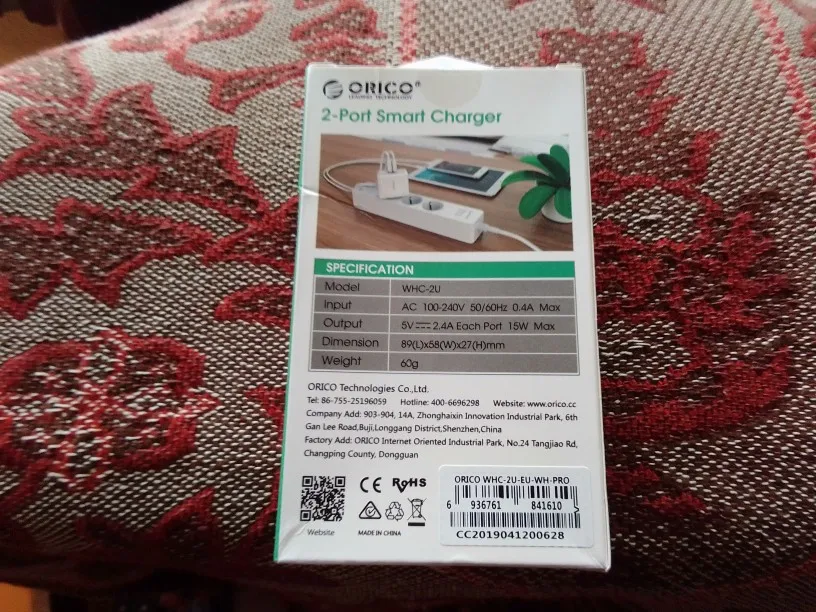 ORICO®
2-Port Smart Charger
SPECIFICATION
Model WHC-2U
Input AC 100-240V 50/60Hz 0.4A Max
Output 5V⎓2.4A Each Port 15W Max
Dimension 89(L)x58(W)x27(H)mm
Weight 60g
ORICO Technologies Co.,Ltd.
Tel: 86-755-25196059 Hotline: 400-6696298 Website: www.orico.cc
Company Add: 903-904, 14A, Zhonghaixin Innovation Industrial Park, 6th
Gan Lee Road,Buji,Longgang District,Shenzhen,China
Factory Add: ORICO Internet Oriented Industrial Park, No.24 Tangjiao Rd,
Changping County, Dongguan
CE RoHS
Website
MADE IN CHINA
ORICO WHC-2U-EU-WH-PRO
6 936761 841610
CC2019041200628